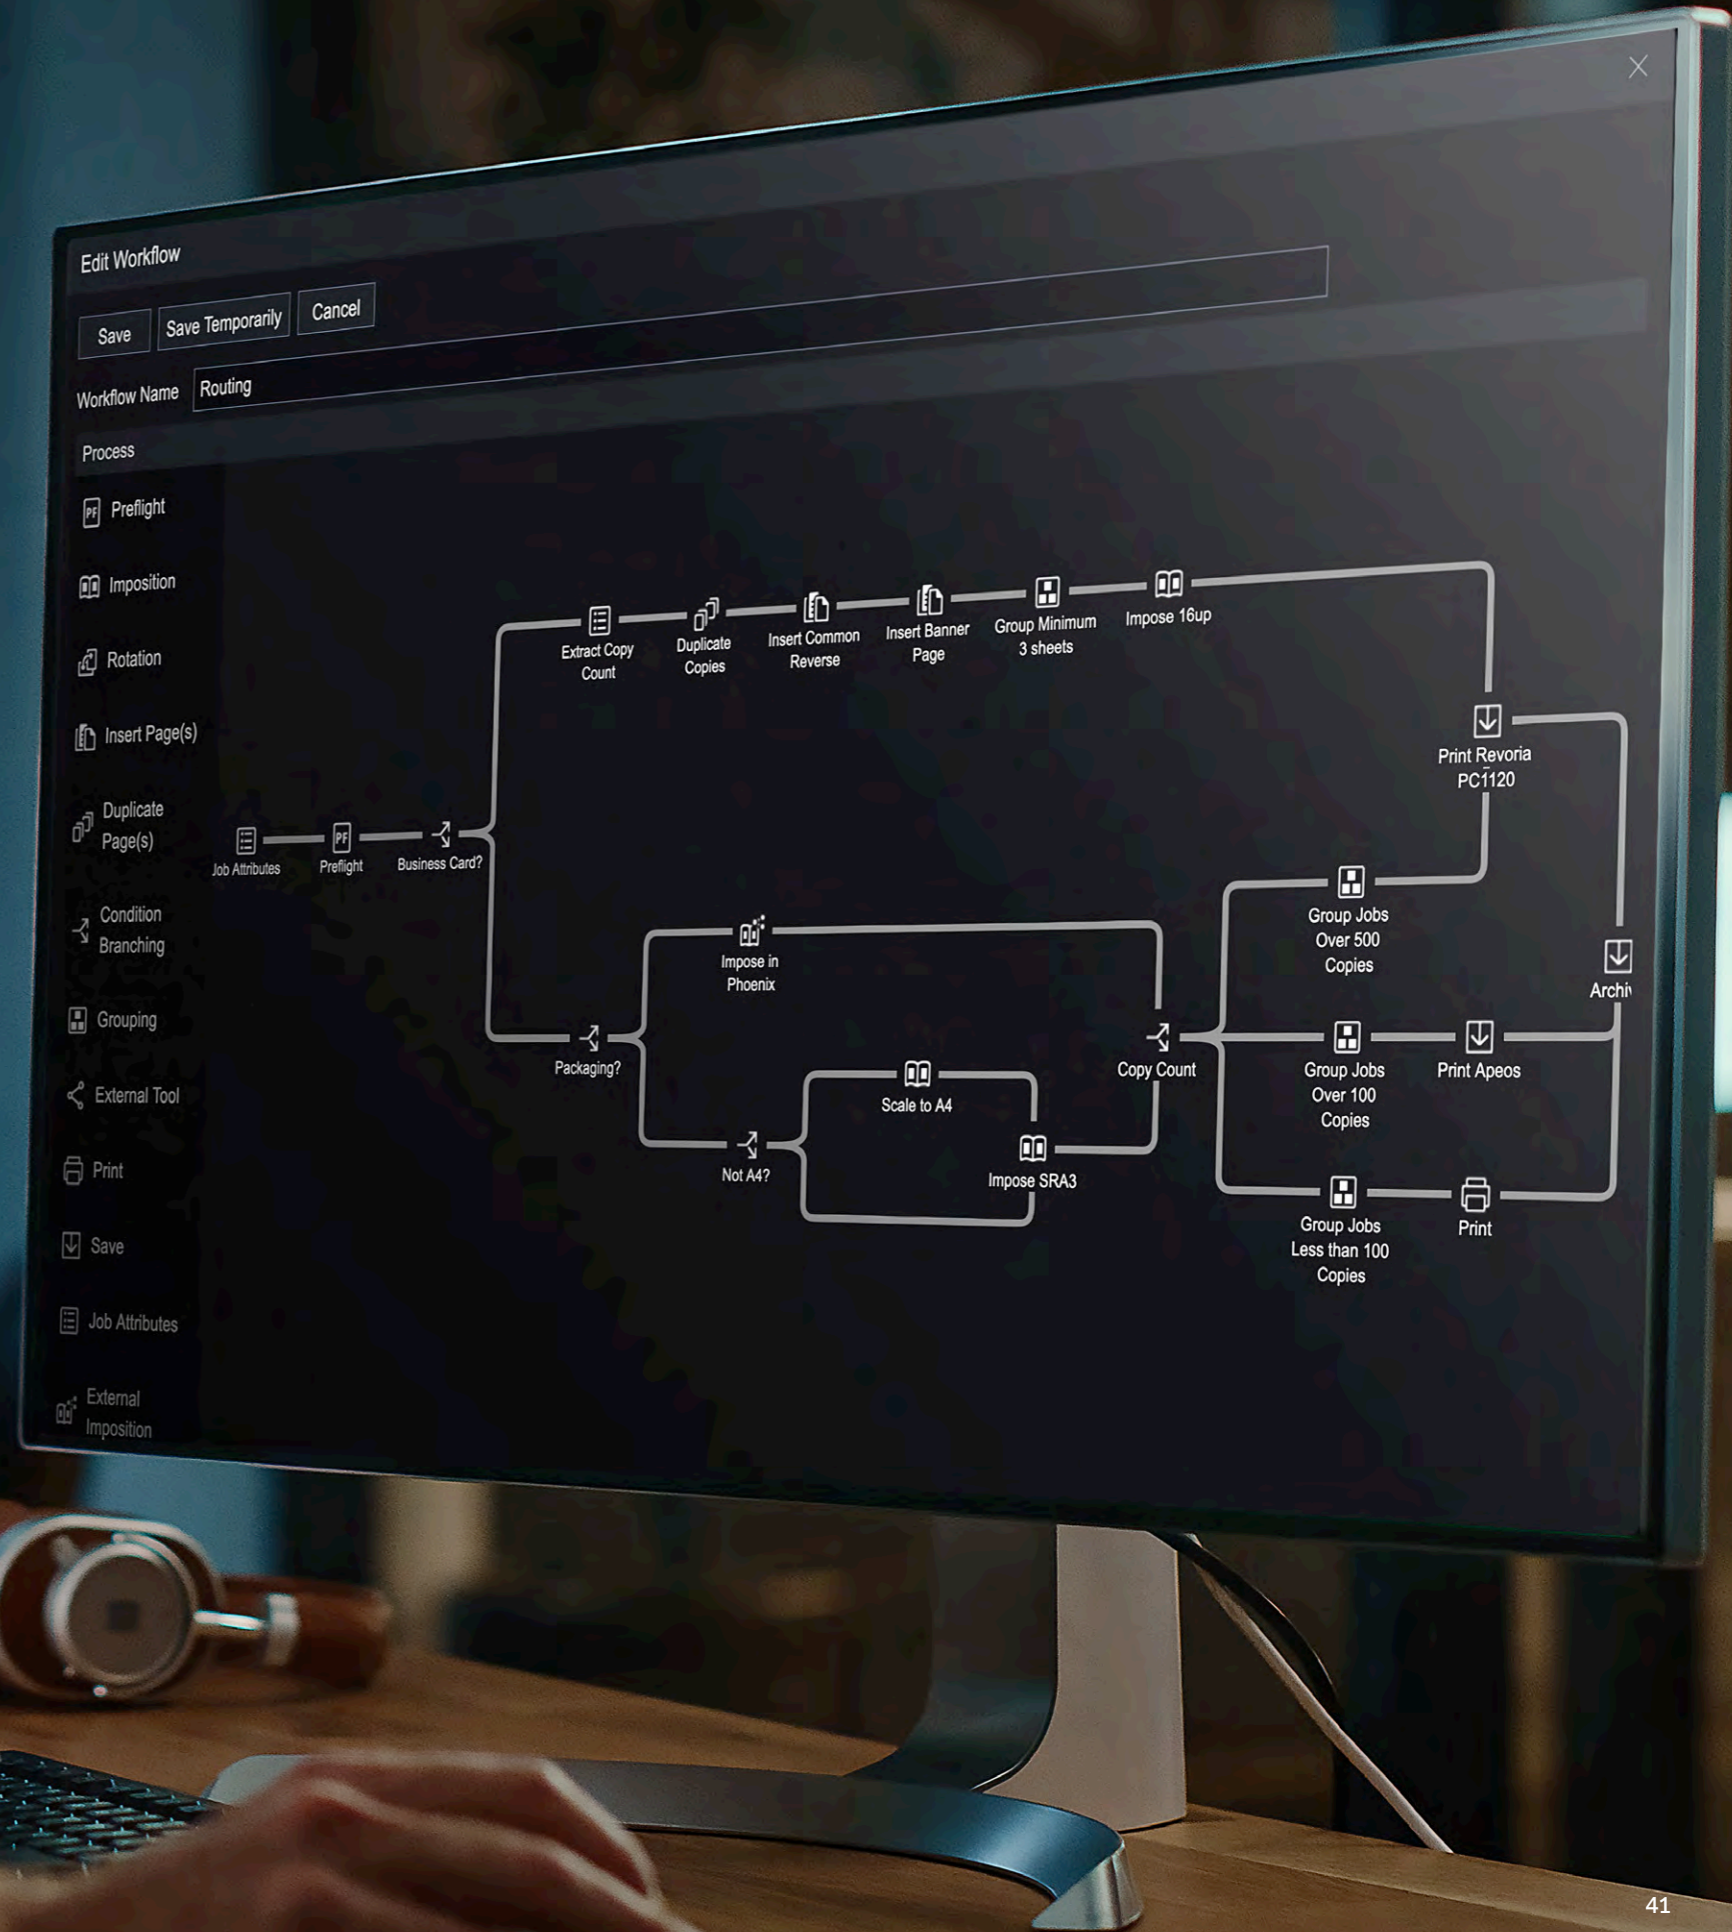 Edit Workflow
Save
Save Temporarily
Cancel
Workflow Name
Routing
Process
Preflight
Imposition
Rotation
Insert Page(s)
Duplicate
Page(s)
Condition
Branching
Grouping
External Tool
Print
Save
Job Attributes
External
Imposition
PF
PF
Job Attributes
Preflight
Business Card?
Extract Copy
Count
Duplicate
Copies
Insert Common
Reverse
Insert Banner
Page
Group Minimum
3 sheets
Impose 16up
Print Revoria
PC1120
Impose in
Phoenix
Packaging?
Not A4?
Scale to A4
Impose SRA3
Copy Count
Group Jobs
Over 500
Copies
Group Jobs
Over 100
Copies
Print Apeos
Group Jobs
Less than 100
Copies
Print
Archiv
41